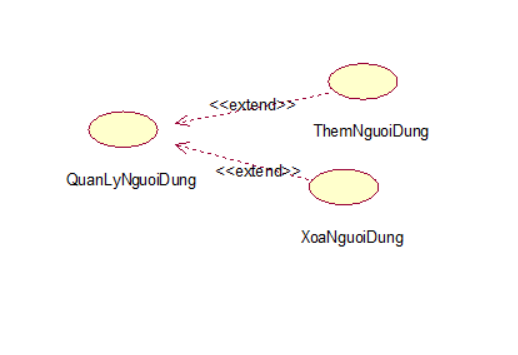 <<extend>>
ThemNguoiDung
QuanLyNguoiDung
<<extend>>
XoaNguoiDung